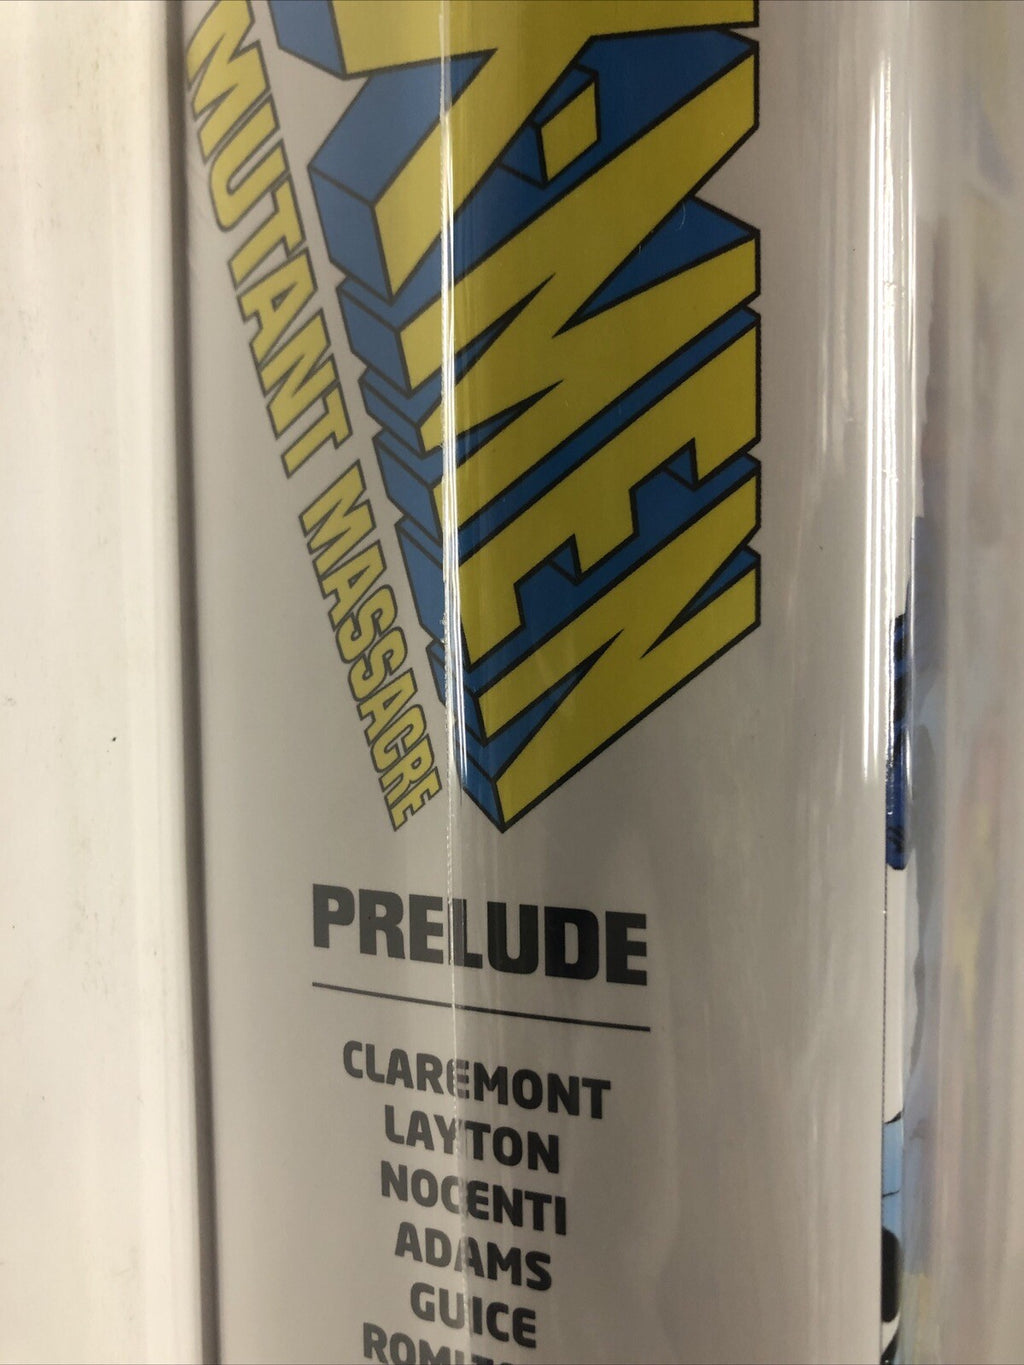 X-MEN
MUTANT MASSACRE
PRELUDE
CLAREMONT
LAYTON
NOCENTI
ADAMS
GUICE